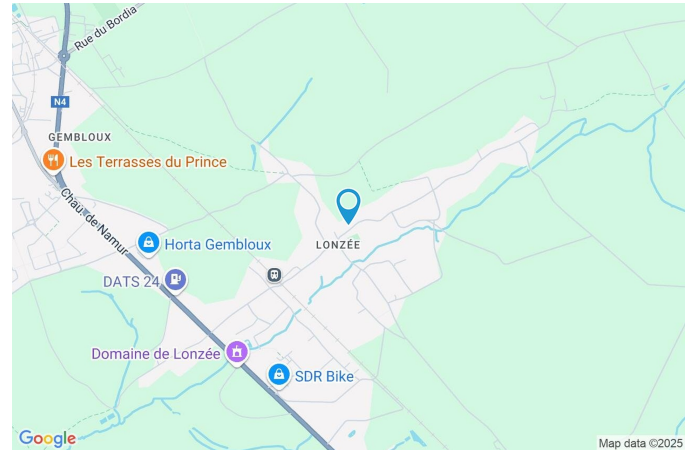 Rue du Bordia
N4
GEMBLOUX
Les Terrasses du Prince
Chau. de Namur
Horta Gembloux
LONZÉE
DATS 24
Domaine de Lonzée
SDR Bike
Google
Map data ©2025